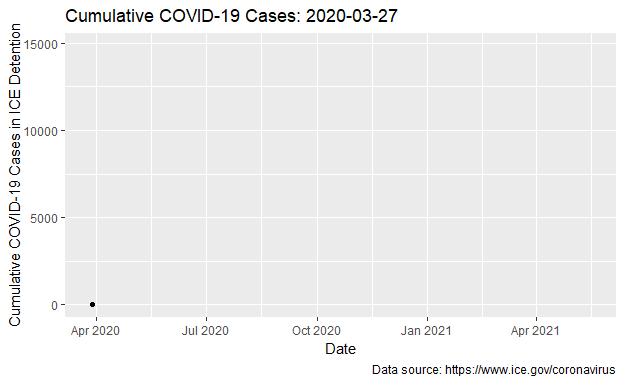 Cumulative COVID-19 Cases: 2020-03-27
Cumulative COVID-19 Cases in ICE Detention
15000
10000
5000
0
Apr 2020
Jul 2020
Oct 2020
Jan 2021
Apr 2021
Date
Data source: https://www.ice.gov/coronavirus